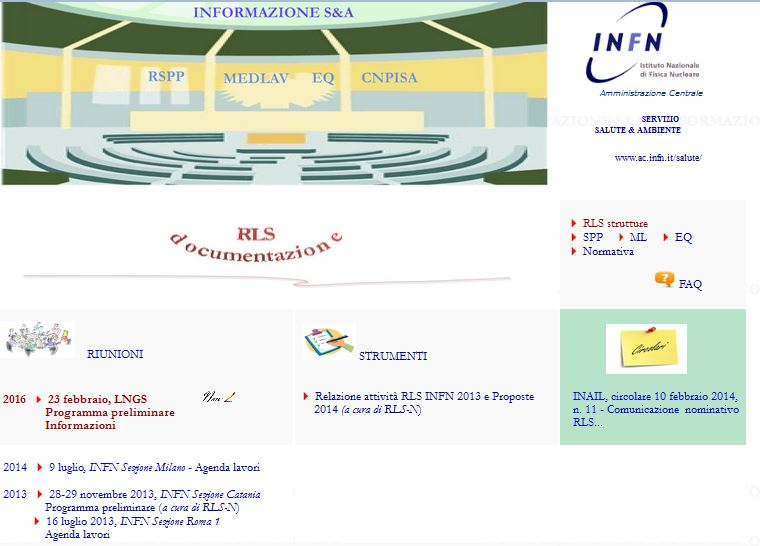 INFORMAZIONE S&A
RSPP MEDLAV EQ CNPISA
INFN
Istituto Nazionale
di Fisica Nucleare
Amministrazione Centrale
SERVIZIO
SALUTE & AMBIENTE
www.ac.infn.it/salute/
RLS
documentazione
RLS strutture
SPP ML EQ
Normativa
? FAQ
RIUNIONI
STRUMENTI
Circolari
2016 23 febbraio, LNGS
Programma preliminare
Informazioni
Relazione attività RLS INFN 2013 e Proposte
2014 (a cura di RLS-N)
INAIL, circolare 10 febbraio 2014,
n. 11 - Comunicazione nominativo
RLS...
2014 9 luglio, INFN Sezione Milano - Agenda lavori
2013 28-29 novembre 2013, INFN Sezione Catania
Programma preliminare (a cura di RLS-N)
16 luglio 2013, INFN Sezione Roma 1
Agenda lavori